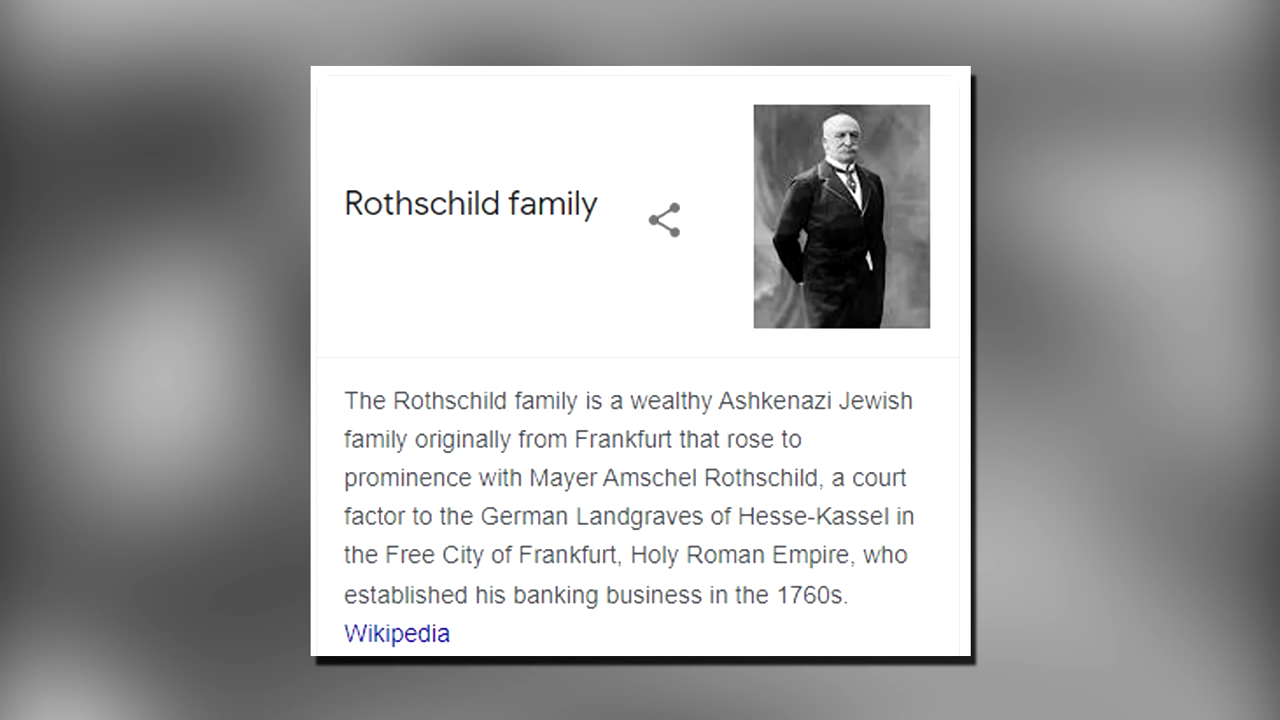 Rothschild family
The Rothschild family is a wealthy Ashkenazi Jewish
family originally from Frankfurt that rose to
prominence with Mayer Amschel Rothschild, a court
factor to the German Landgraves of Hesse-Kassel in
the Free City of Frankfurt, Holy Roman Empire, who
established his banking business in the 1760s.
Wikipedia